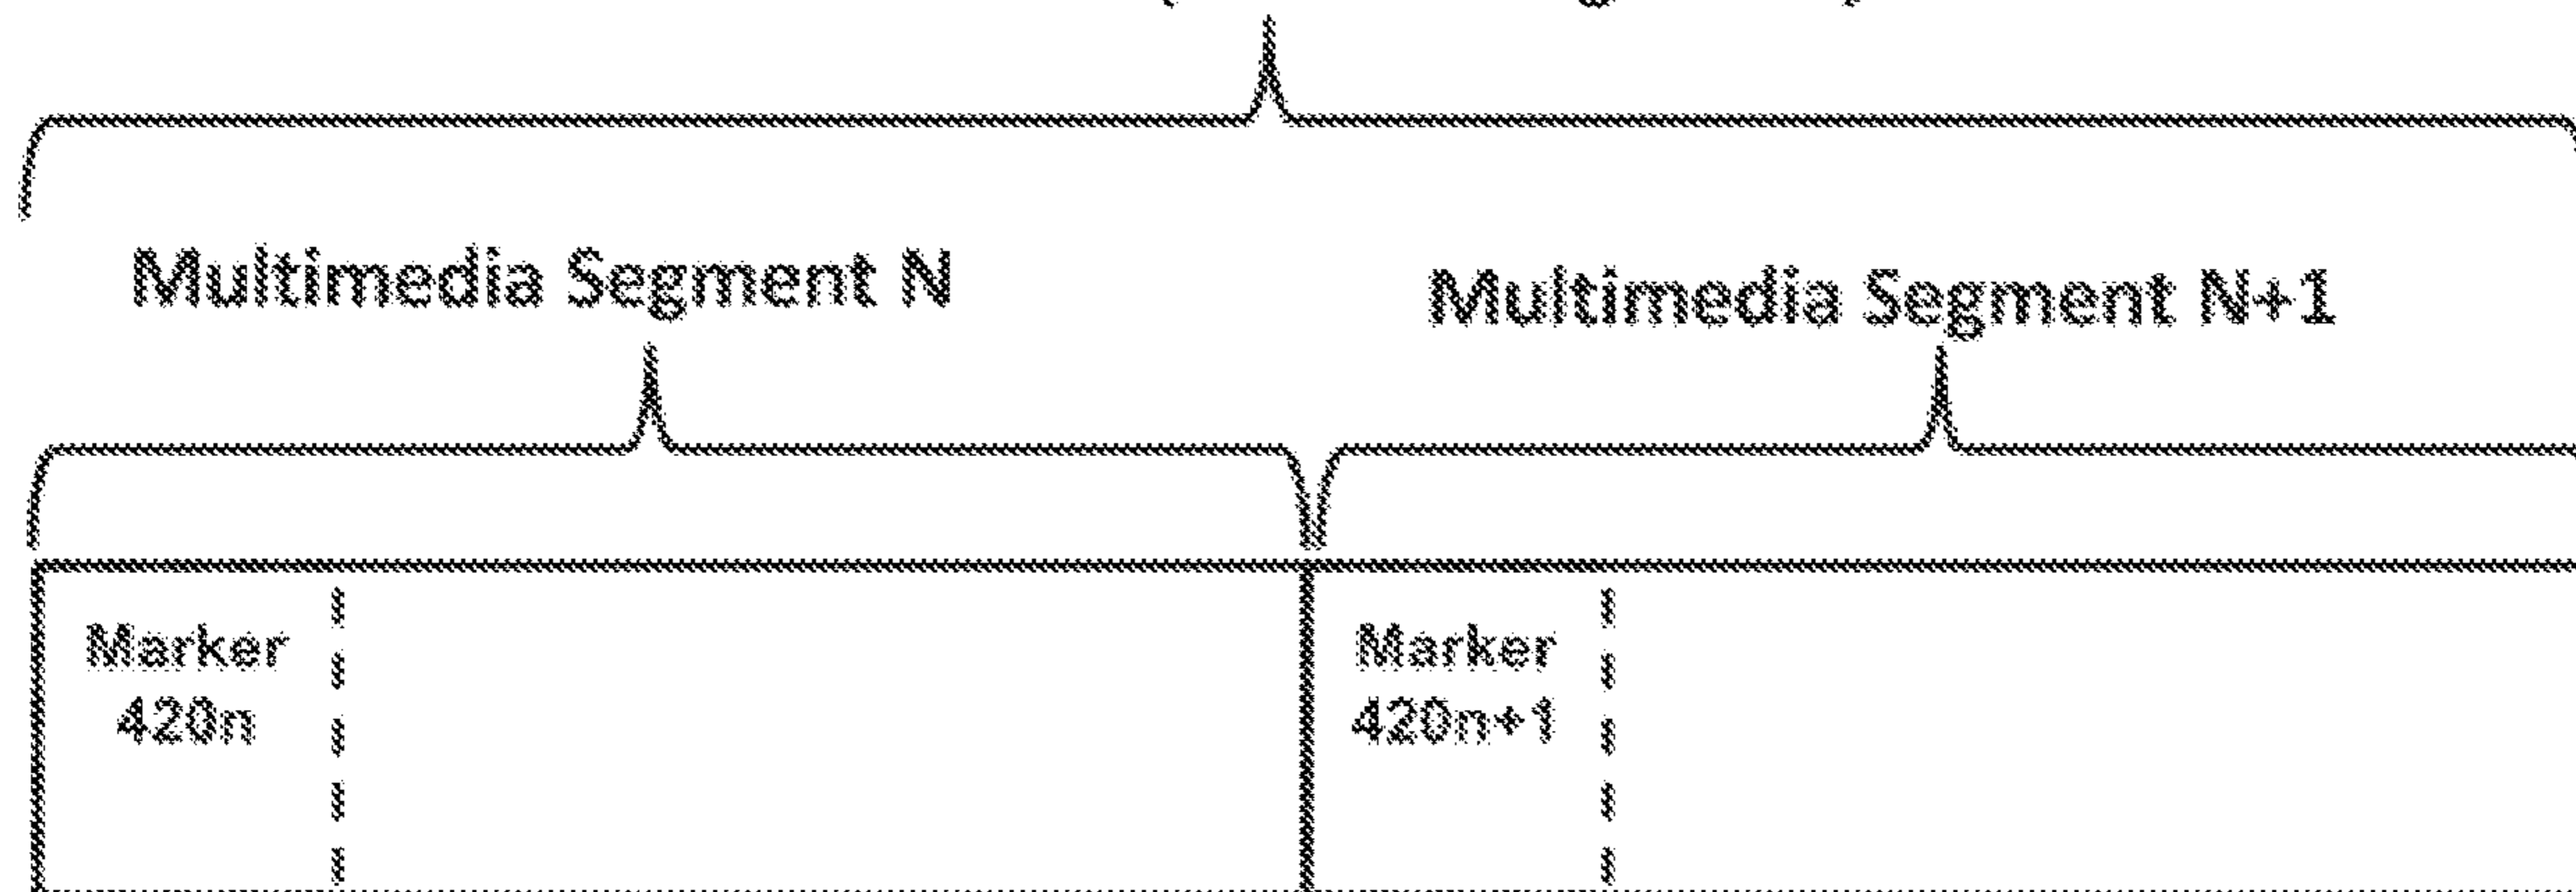 Multimedia Segment N
Multimedia Segment N+1
Marker
420n
Marker
420n+1